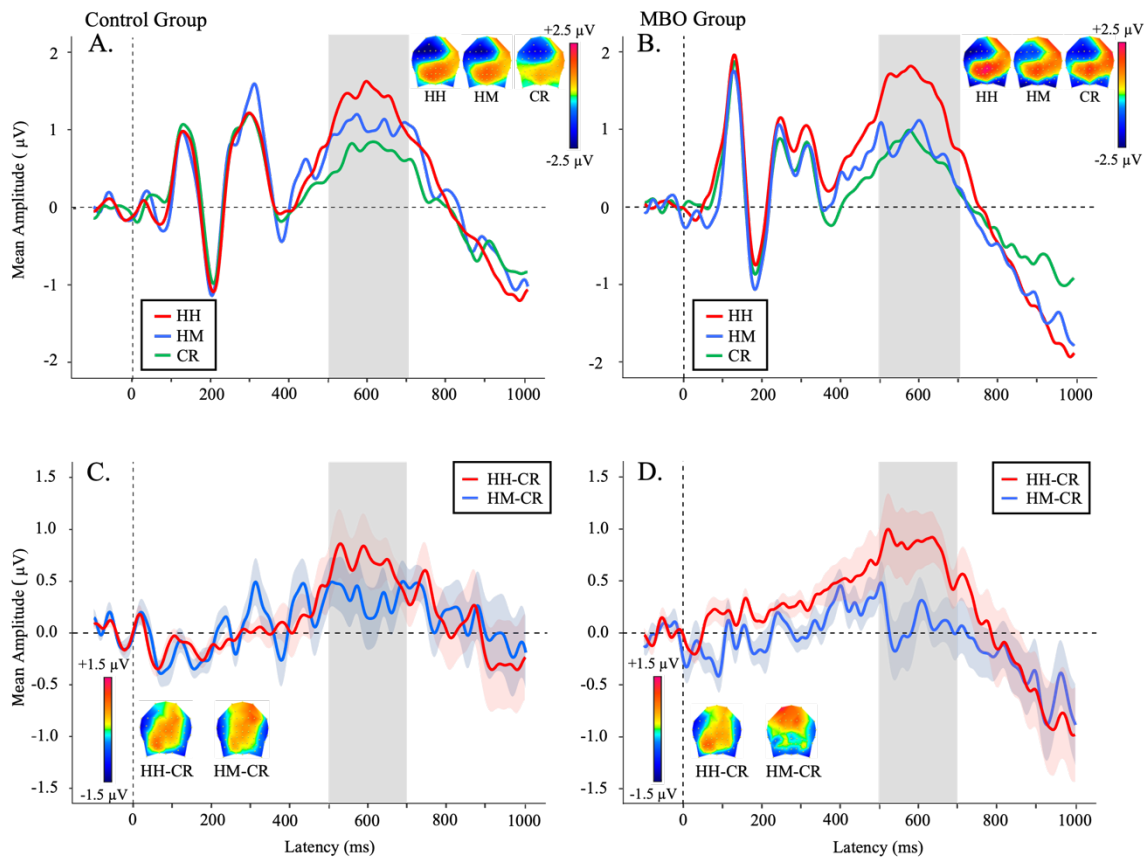 Control Group
MBO Group
A.
+2.5 µV
HH HM CR
-2.5 µV
2
1
0
-1
-2
Mean Amplitude ( µV)
HH
HM
CR
0 200 400 600 800 1000
B.
+2.5 µV
HH HM CR
-2.5 µV
2
1
0
-1
-2
HH
HM
CR
0 200 400 600 800 1000
C.
HH-CR
HM-CR
1.5
1.0
0.5
0.0
-0.5
-1.0
-1.5
Mean Amplitude ( µV)
+1.5 µV
-1.5 µV
HH-CR HM-CR
0 200 400 600 800 1000
Latency (ms)
D.
HH-CR
HM-CR
1.5
1.0
0.5
0.0
-0.5
-1.0
-1.5
+1.5 µV
-1.5 µV
HH-CR HM-CR
0 200 400 600 800 1000
Latency (ms)